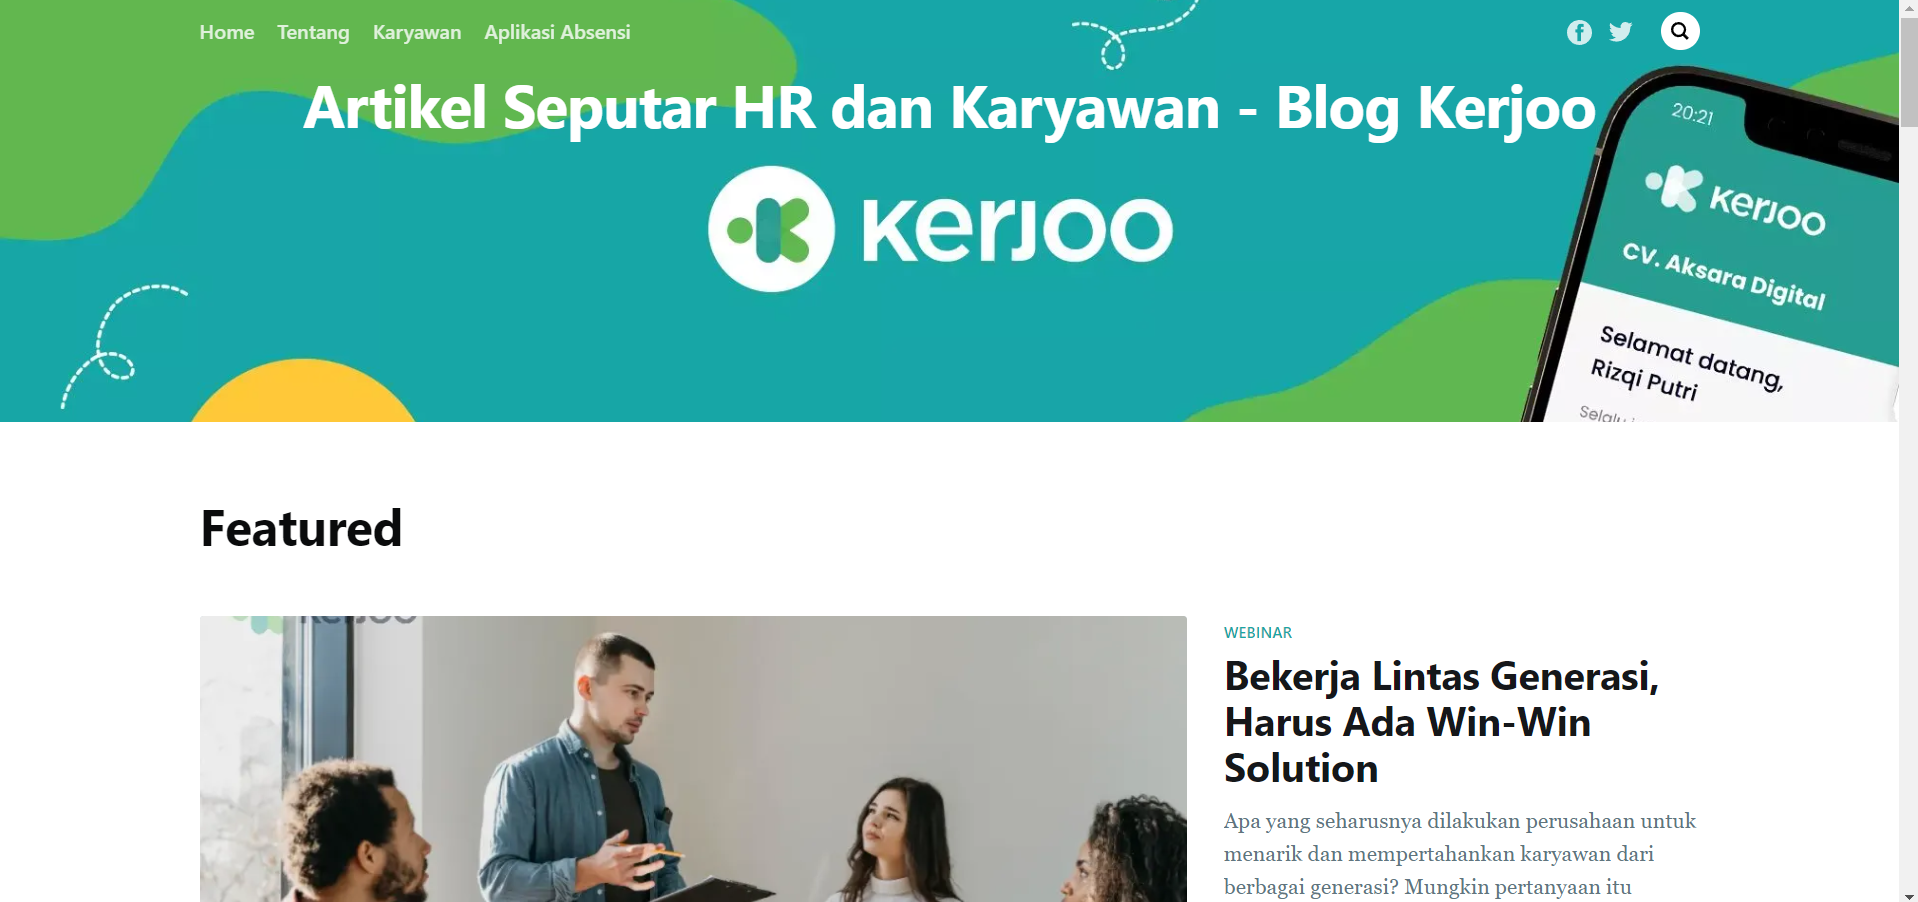 Home Tentang Karyawan Aplikasi Absensi
Artikel Seputar HR dan Karyawan - Blog Kerjoo
KerJOO
20:21
KerJOO
CV. Aksara Digital
Selamat datang,
Rizqi Putri
Featured
WEBINAR
Bekerja Lintas Generasi,
Harus Ada Win-Win
Solution
Apa yang seharusnya dilakukan perusahaan untuk
menarik dan mempertahankan karyawan dari
berbagai generasi? Mungkin pertanyaan itu